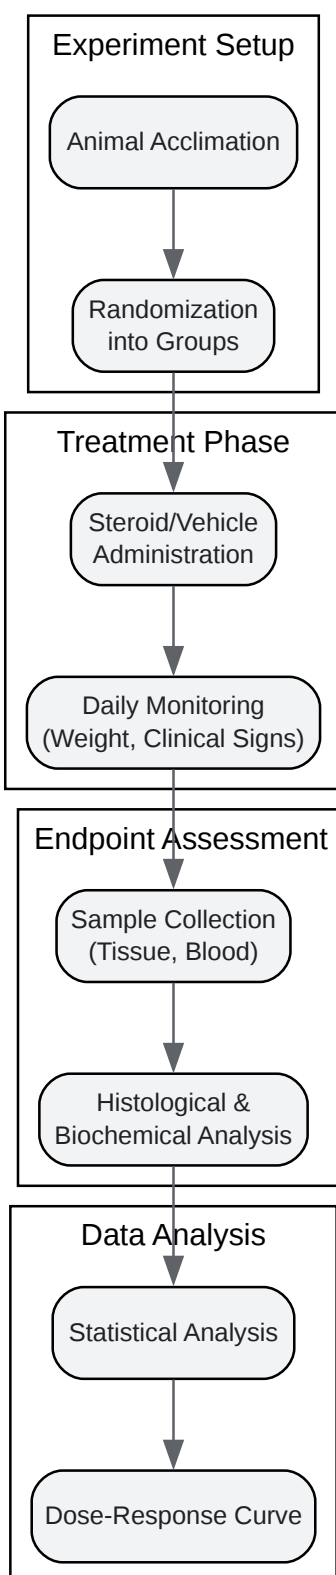 Experiment Setup
Animal Acclimation
Randomization
into Groups
Treatment Phase
Steroid/Vehicle
Administration
Daily Monitoring
(Weight, Clinical Signs)
Endpoint Assessment
Sample Collection
(Tissue, Blood)
Histological &
Biochemical Analysis
Data Analysis
Statistical Analysis
Dose-Response Curve